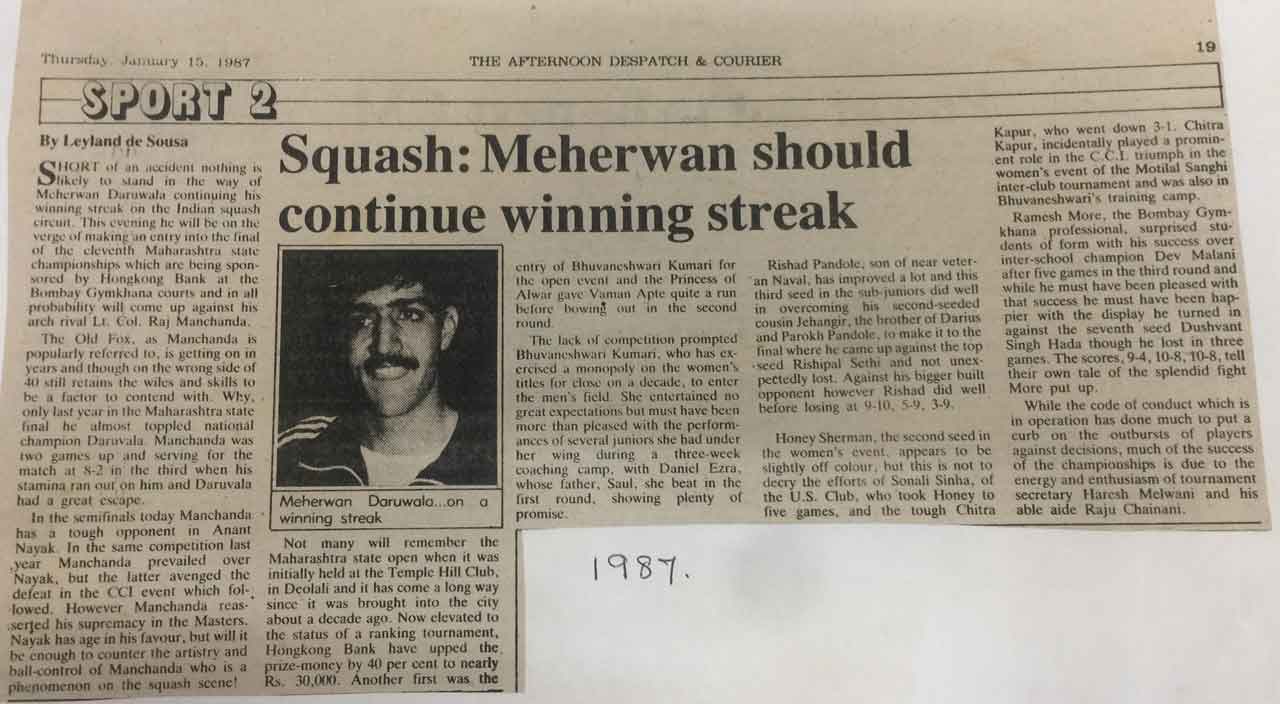 Thursday, January 15, 1987
THE AFTERNOON DESPATCH & COURIER
19
SPORT 2
Squash: Meherwan should
continue winning streak
By Leyland de Sousa
SHORT of an accident nothing is
likely to stand in the way of
Meherwan Daruwala continuing his
winning streak on the Indian squash
circuit. This evening he will be on the
verge of making an entry into the final
of the eleventh Maharashtra state
championships which are being spon-
sored by Hongkong Bank at the
Bombay Gymkhana courts and in all
probability will come up against his
arch rival Lt. Col. Raj Manchanda.
The Old Fox, as Manchanda is
popularly referred to, is getting on in
years and though on the wrong side of
40 still retains the wiles and skills to
be a factor to contend with. Why,
only last year in the Maharashtra state
final he almost toppled national
champion Daruvala. Manchanda was
two games up and serving for the
match at 8-2 in the third when his
stamina ran out on him and Daruvala
had a great escape.
In the semifinals today Manchanda
has a tough opponent in Anant
Nayak. In the same competition last
year Manchanda prevailed over
Nayak, but the latter avenged the
defeat in the CCI event which fol-
lowed. However Manchanda reas-
serted his supremacy in the Masters.
Nayak has age in his favour, but will it
be enough to counter the artistry and
ball-control of Manchanda who is a
phenomenon on the squash scene!
Meherwan Daruwala...on a
winning streak
Not many will remember the
Maharashtra state open when it was
initially held at the Temple Hill Club,
in Deolali and it has come a long way
since it was brought into the city
about a decade ago. Now elevated to
the status of a ranking tournament,
Hongkong Bank have upped the
prize-money by 40 per cent to nearly
Rs. 30,000. Another first was the
entry of Bhuvaneshwari Kumari for
the open event and the Princess of
Alwar gave Vaman Apte quite a run
before bowing out in the second
round.
The lack of competition prompted
Bhuvaneshwari Kumari, who has ex-
ercised a monopoly on the women's
titles for close on a decade, to enter
the men's field. She entertained no
great expectations but must have been
more than pleased with the perform-
ances of several juniors she had under
her wing during a three-week
coaching camp, with Daniel Ezra,
whose father, Saul, she beat in the
first round, showing plenty of
promise.
Rishad Pandole, son of near veter-
an Naval, has improved a lot and this
third seed in the sub-juniors did well
in overcoming his second-seeded
cousin Jehangir, the brother of Darius
and Parokh Pandole, to make it to the
final where he came up against the top
seed Rishipal Sethi and not unex-
pectedly lost. Against his bigger built
opponent however Rishad did well
before losing at 9-10, 5-9, 3-9.
Honey Sherman, the second seed in
the women's event, appears to be
slightly off colour, but this is not to
decry the efforts of Sonali Sinha, of
the U.S. Club, who took Honey to
five games, and the tough Chitra
Kapur, who went down 3-1. Chitra
Kapur, incidentally played a promin-
ent role in the C.C.I. triumph in the
women's event of the Motilal Sanghi
inter-club tournament and was also in
Bhuvaneshwari's training camp.
Ramesh More, the Bombay Gym-
khana professional, surprised stu-
dents of form with his success over
inter-school champion Dev Malani
after five games in the third round and
while he must have been pleased with
that success he must have been hap-
pier with the display he turned in
against the seventh seed Dushvant
Singh Hada though he lost in three
games. The scores, 9-4, 10-8, 10-8, tell
their own tale of the splendid fight
More put up.
While the code of conduct which is
in operation has done much to put a
curb on the outbursts of players
against decisions, much of the success
of the championships is due to the
energy and enthusiasm of tournament
secretary Haresh Melwani and his
able aide Raju Chainani.
1987.